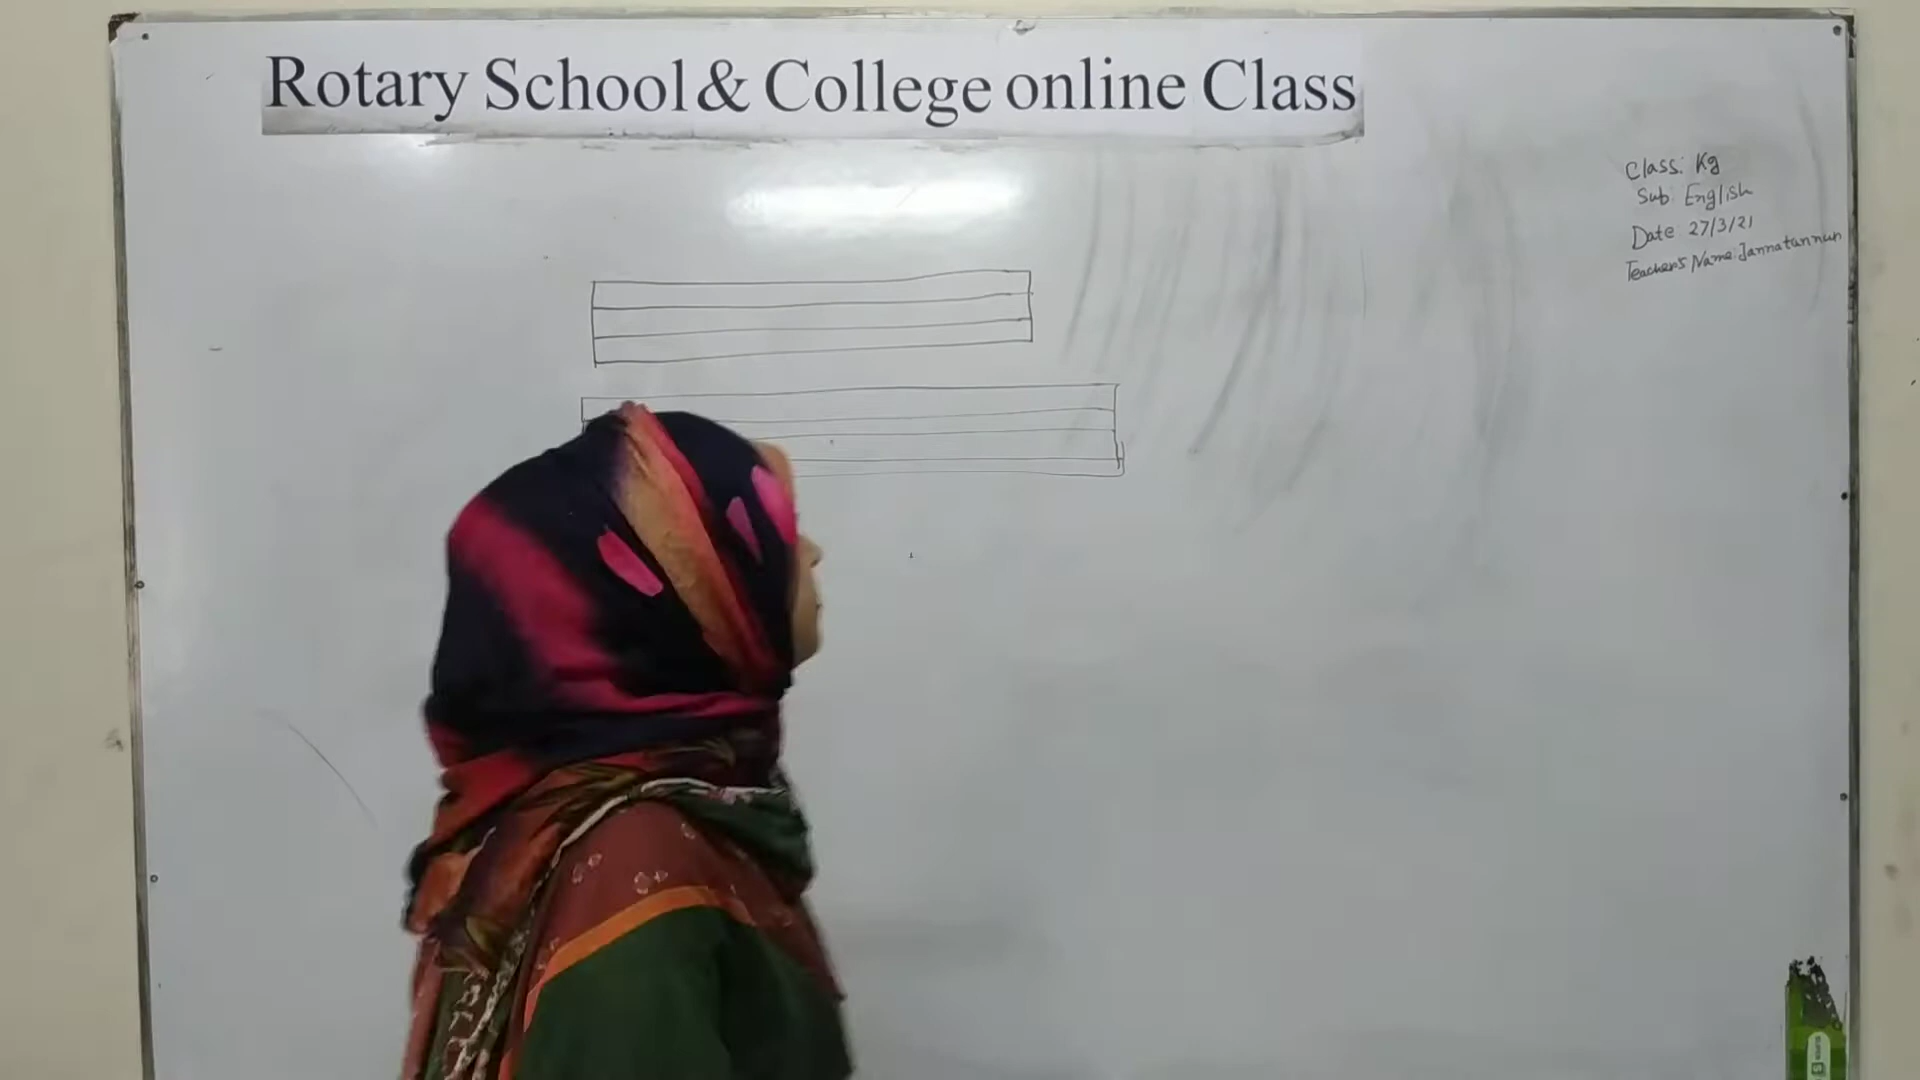 Rotary School & College online Class
Class: Kg
Sub: English
Date: 27/3/21
Teachers Name: Jannatannun